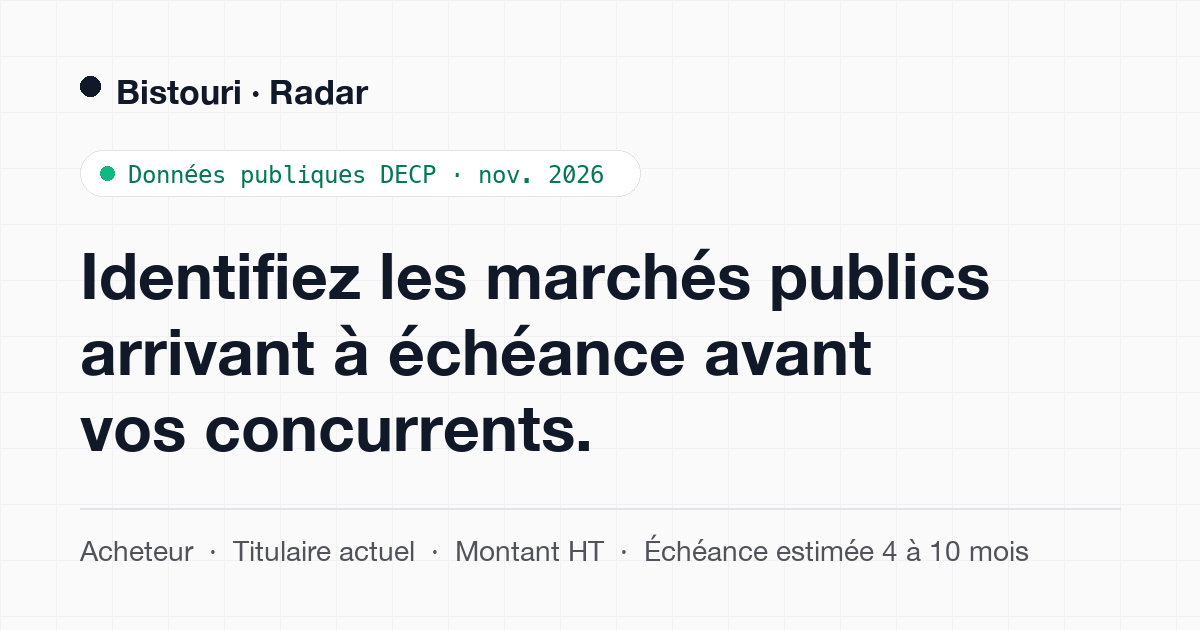 Bistouri · Radar
Données publiques DECP · nov. 2026
Identifiez les marchés publics
arrivant à échéance avant
vos concurrents.
Acheteur · Titulaire actuel · Montant HT · Échéance estimée 4 à 10 mois